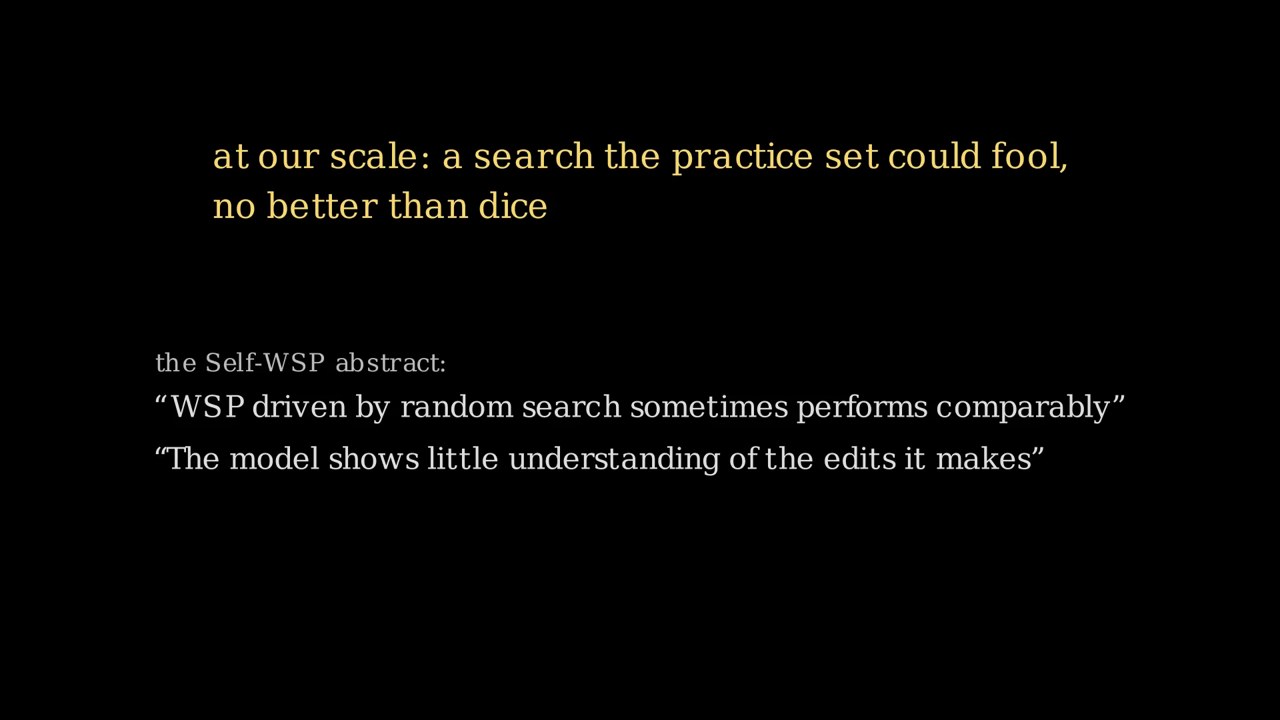 at our scale: a search the practice set could fool,
no better than dice
the Self-WSP abstract:
“WSP driven by random search sometimes performs comparably”
“The model shows little understanding of the edits it makes”